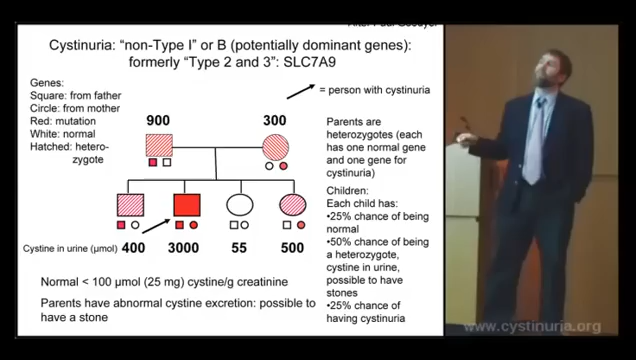 After Paul Goodyer
Cystinuria: “non-Type I” or B (potentially dominant genes):
formerly “Type 2 and 3”: SLC7A9
Genes:
Square: from father
Circle: from mother
Red: mutation
White: normal
Hatched: hetero-
zygote
= person with cystinuria
900
300
Parents are
heterozygotes (each
has one normal gene
and one gene for
cystinuria)
Children:
Each child has:
•25% chance of being
normal
•50% chance of being
a heterozygote,
cystine in urine,
possible to have
stones
•25% chance of
having cystinuria
Cystine in urine (µmol) 400 3000 55 500
Normal < 100 µmol (25 mg) cystine/g creatinine
Parents have abnormal cystine excretion: possible to
have a stone
www.cystinuria.org